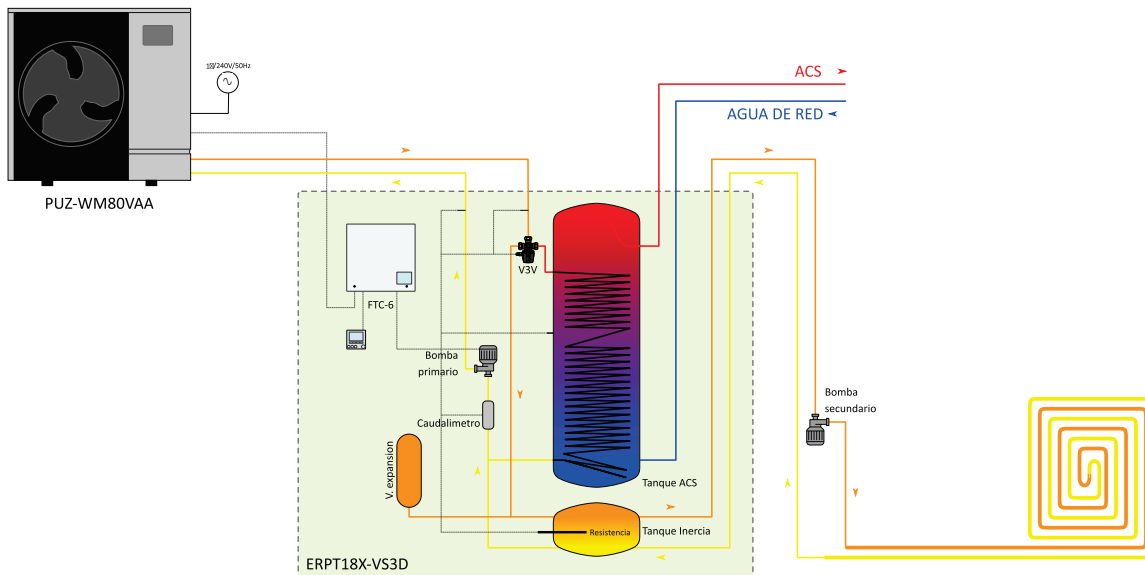 1⊠/240V/50Hz
ACS
AGUA DE RED
PUZ-WM80VAA
V3V
FTC-6
Bomba
primario
Bomba
secundario
Caudalimetro
V. expansion
Tanque ACS
Resistencia
Tanque Inercia
ERPT18X-VS3D